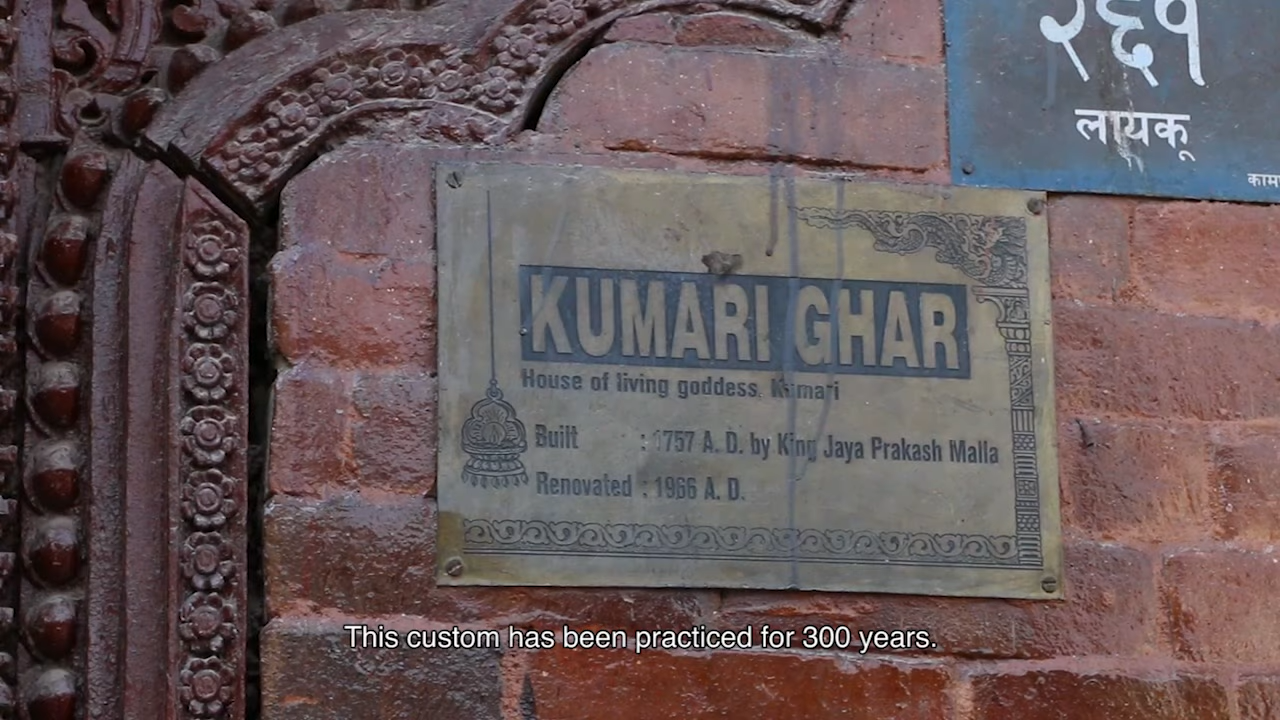 २६१
लायकू
KUMARI GHAR
House of living goddess, Kumari
Built : 1757 A. D. by King Jaya Prakash Malla
Renovated : 1966 A. D.
This custom has been practiced for 300 years.